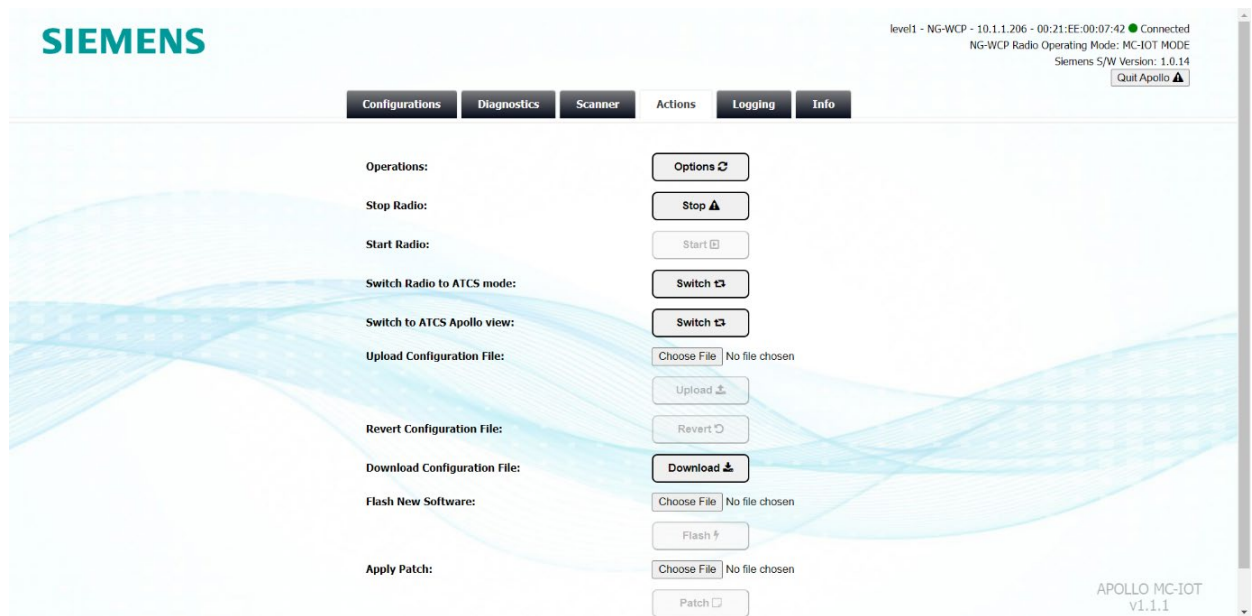 SIEMENS
level1 - NG-WCP - 10.1.1.206 - 00:21:EE:00:07:42 Connected
NG-WCP Radio Operating Mode: MC-IOT MODE
Siemens S/W Version: 1.0.14
Quit Apollo
Configurations Diagnostics Scanner Actions Logging Info
Operations: Options
Stop Radio: Stop
Start Radio: Start
Switch Radio to ATCS mode: Switch
Switch to ATCS Apollo view: Switch
Upload Configuration File: Choose File No file chosen
Upload
Revert Configuration File: Revert
Download Configuration File: Download
Flash New Software: Choose File No file chosen
Flash
Apply Patch: Choose File No file chosen
Patch
APOLLO MC-IOT
v1.1.1